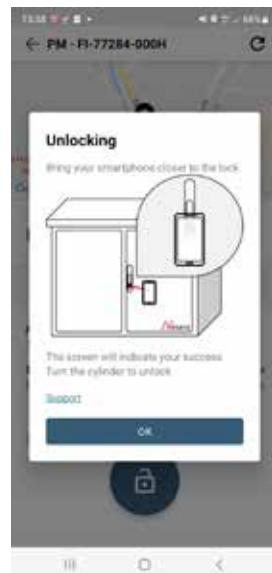 PM - FI-77284-000H
Unlocking
Bring your smartphone closer to the lock
The screen will indicate your success
Turn the cylinder to unlock
Support
OK